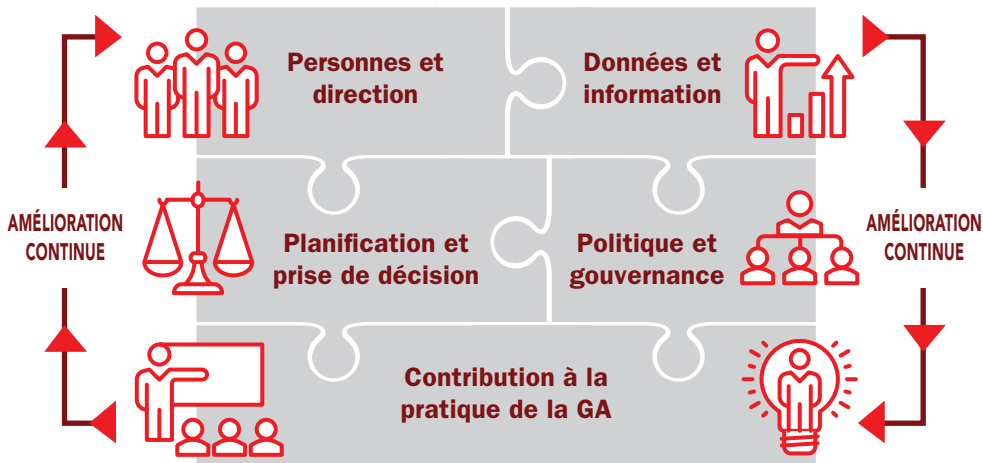 Personnes et
direction
Données et
information
AMÉLIORATION
CONTINUE
Planification et
prise de décision
Politique et
gouvernance
AMÉLIORATION
CONTINUE
Contribution à la
pratique de la GA